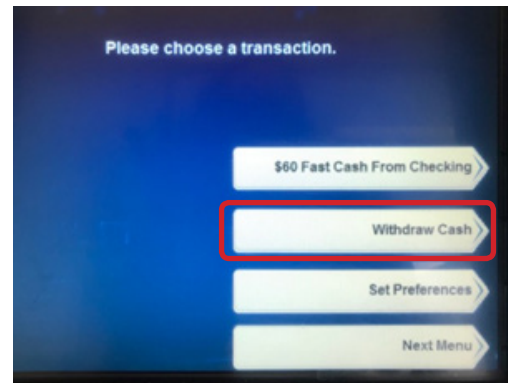 Please choose a transaction.
$60 Fast Cash From Checking
Withdraw Cash
Set Preferences
Next Menu